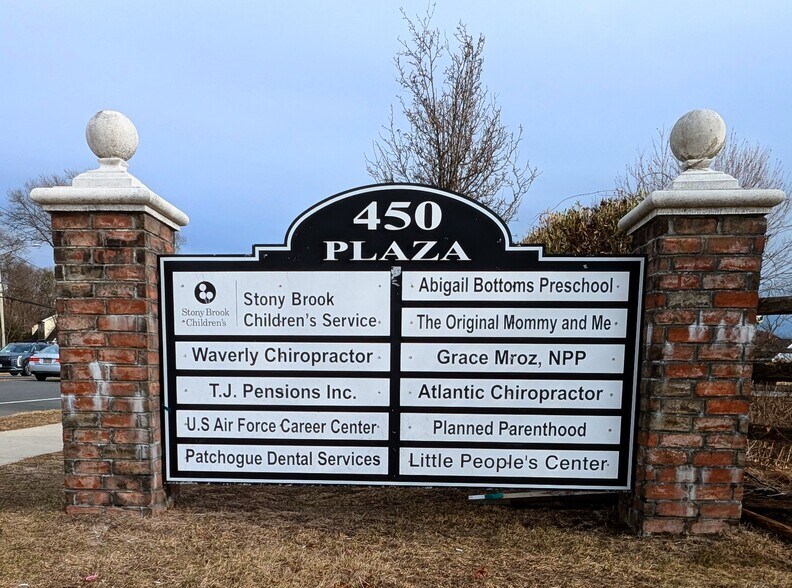 450
PLAZA
Stony Brook
Children's
Stony Brook
Children's Service
Waverly Chiropractor
T.J. Pensions Inc.
U.S Air Force Career Center
Patchogue Dental Services
Abigail Bottoms Preschool
The Original Mommy and Me
Grace Mroz, NPP
Atlantic Chiropractor
Planned Parenthood
Little People's Center